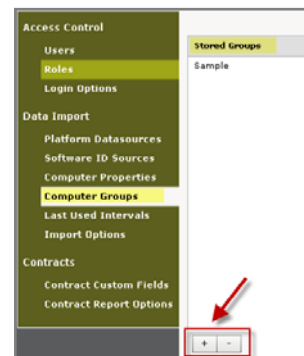 Access Control
Users
Roles
Login Options
Data Import
Platform Datasources
Software ID Sources
Computer Properties
Computer Groups
Last Used Intervals
Import Options
Contracts
Contract Custom Fields
Contract Report Options
Stored Groups
Sample
+ -